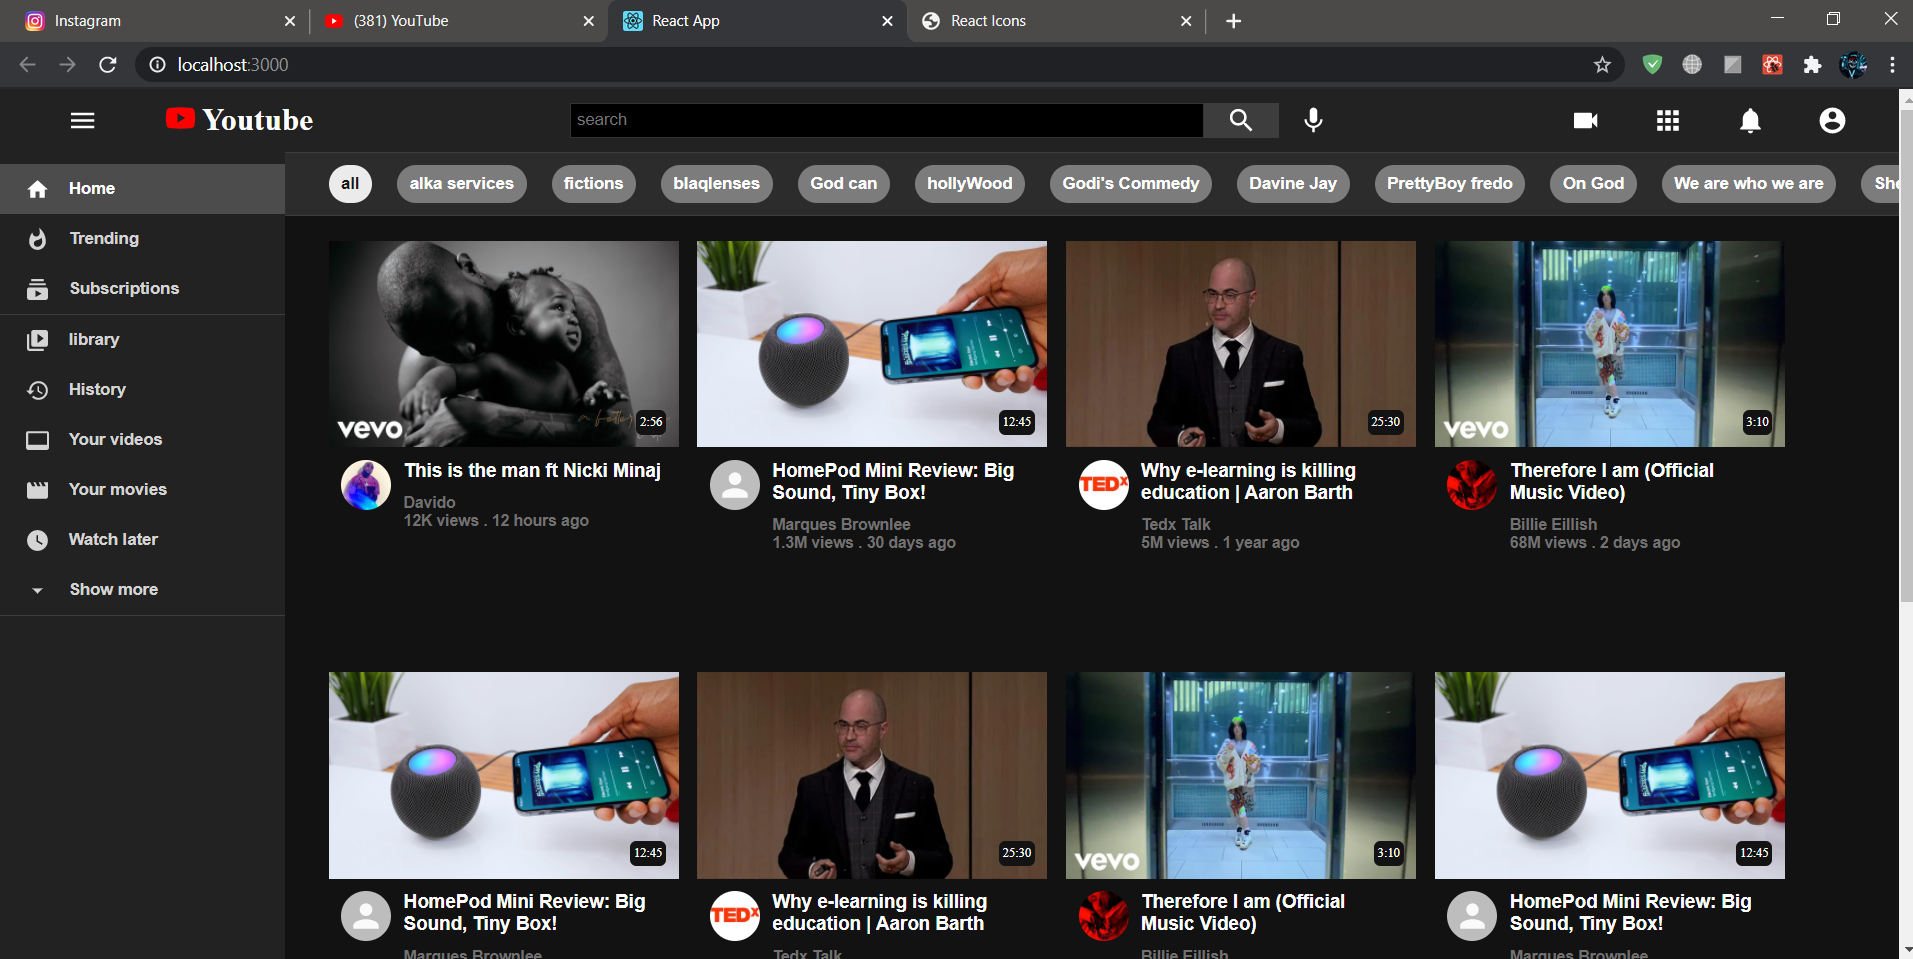 Instagram
(381) YouTube
React App
React Icons
localhost:3000
Youtube
search
Home
Trending
Subscriptions
library
History
Your videos
Your movies
Watch later
Show more
all
alka services
fictions
blaqlenses
God can
hollyWood
Godi's Commedy
Davine Jay
PrettyBoy fredo
On God
We are who we are
vevo
2:56
12:45
25:30
vevo
3:10
This is the man ft Nicki Minaj
Davido
12K views . 12 hours ago
HomePod Mini Review: Big
Sound, Tiny Box!
Marques Brownlee
1.3M views . 30 days ago
TEDx
Why e-learning is killing
education | Aaron Barth
Tedx Talk
5M views . 1 year ago
Therefore I am (Official
Music Video)
Billie Eillish
68M views . 2 days ago
12:45
25:30
vevo
3:10
12:45
HomePod Mini Review: Big
Sound, Tiny Box!
Marques Brownlee
TEDx
Why e-learning is killing
education | Aaron Barth
Tedx Talk
Therefore I am (Official
Music Video)
Billie Eillish
HomePod Mini Review: Big
Sound, Tiny Box!
Marques Brownlee